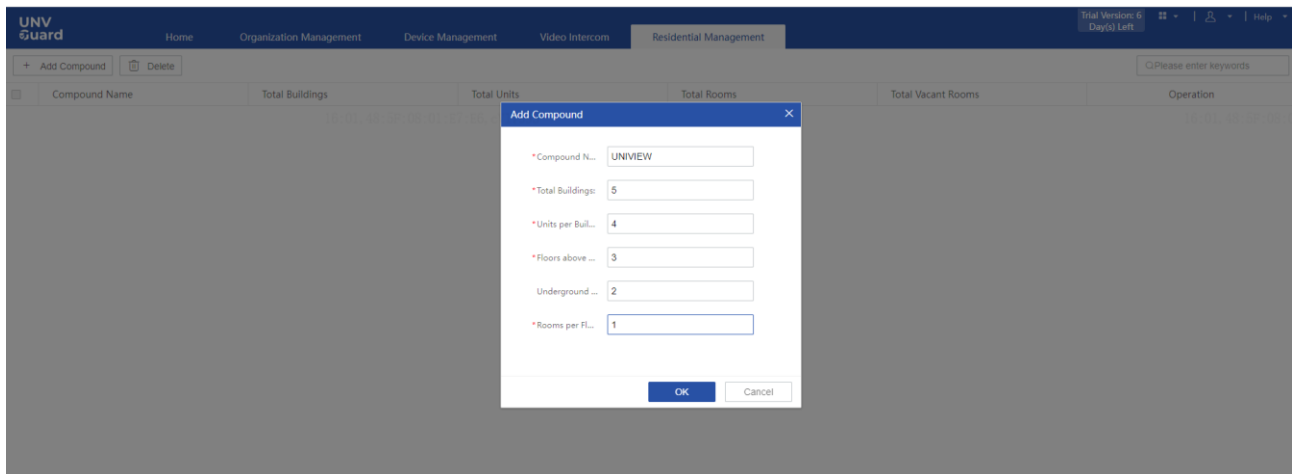 UNV
Guard
Home Organization Management Device Management Video Intercom Residential Management
Trial Version: 6
Day(s) Left
Help
+ Add Compound Delete
Please enter keywords
Compound Name Total Buildings Total Units Total Rooms Total Vacant Rooms Operation
Add Compound
*Compound N... UNIVIEW
*Total Buildings: 5
*Units per Buil... 4
*Floors above ... 3
Underground ... 2
*Rooms per Fl... 1
OK Cancel